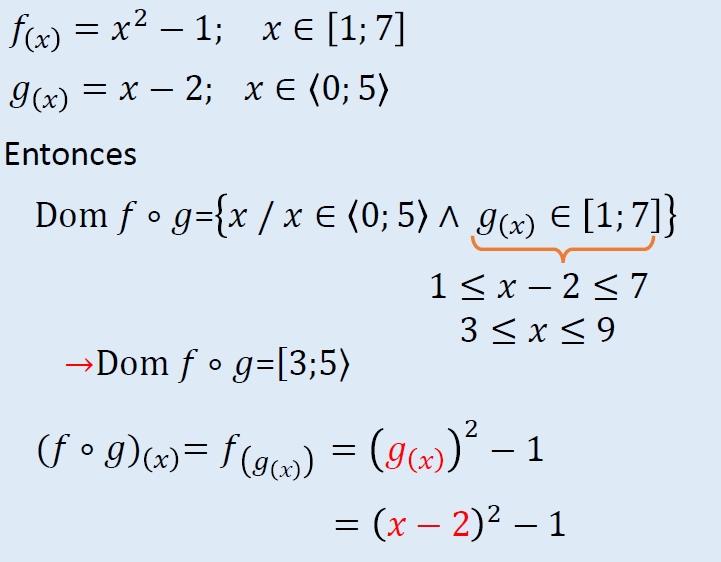 f(x) = x² − 1;   x ∈ [1; 7]
g(x) = x − 2;   x ∈ ⟨0; 5⟩
Entonces
Dom f ∘ g={x / x ∈ ⟨0; 5⟩ ∧ g(x) ∈ [1; 7]}
1 ≤ x − 2 ≤ 7
3 ≤ x ≤ 9
→Dom f ∘ g=[3;5⟩
(f ∘ g)(x)= f(g(x)) = (g(x))² − 1
= (x − 2)² − 1